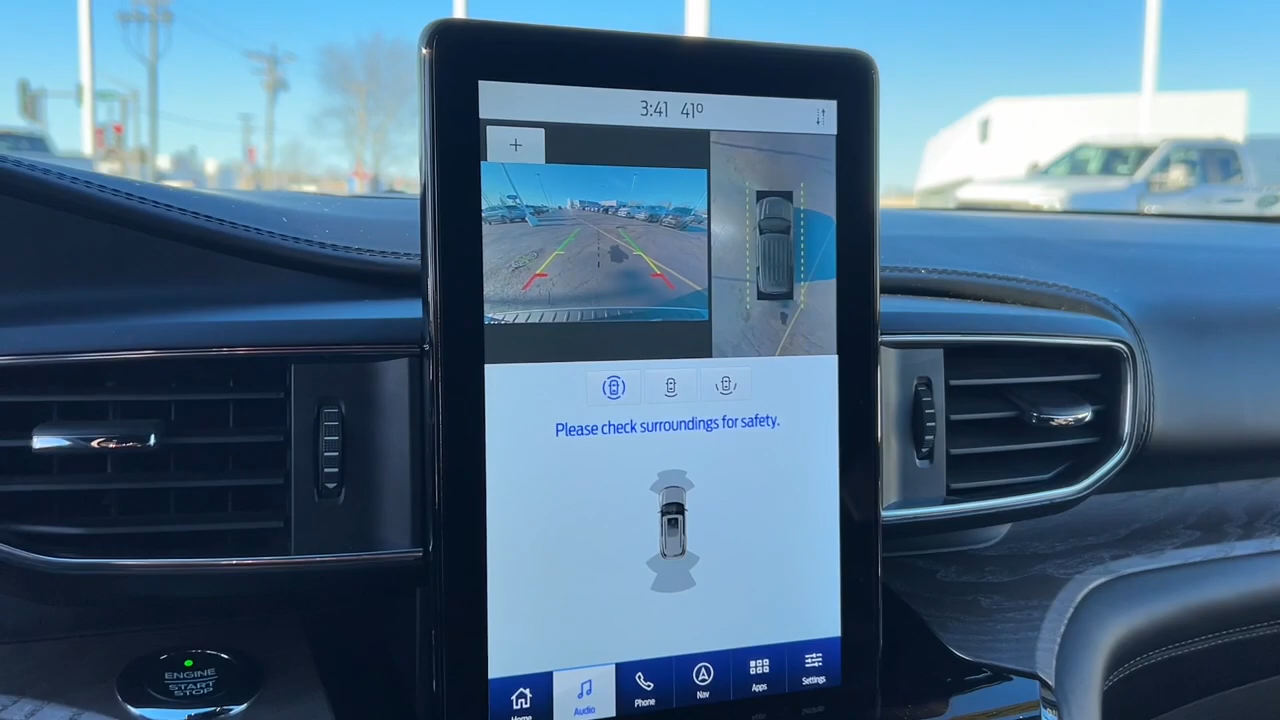 3:41 41°
+
Please check surroundings for safety.
Home
Audio
Phone
Nav
Apps
Settings
ENGINE
START
STOP